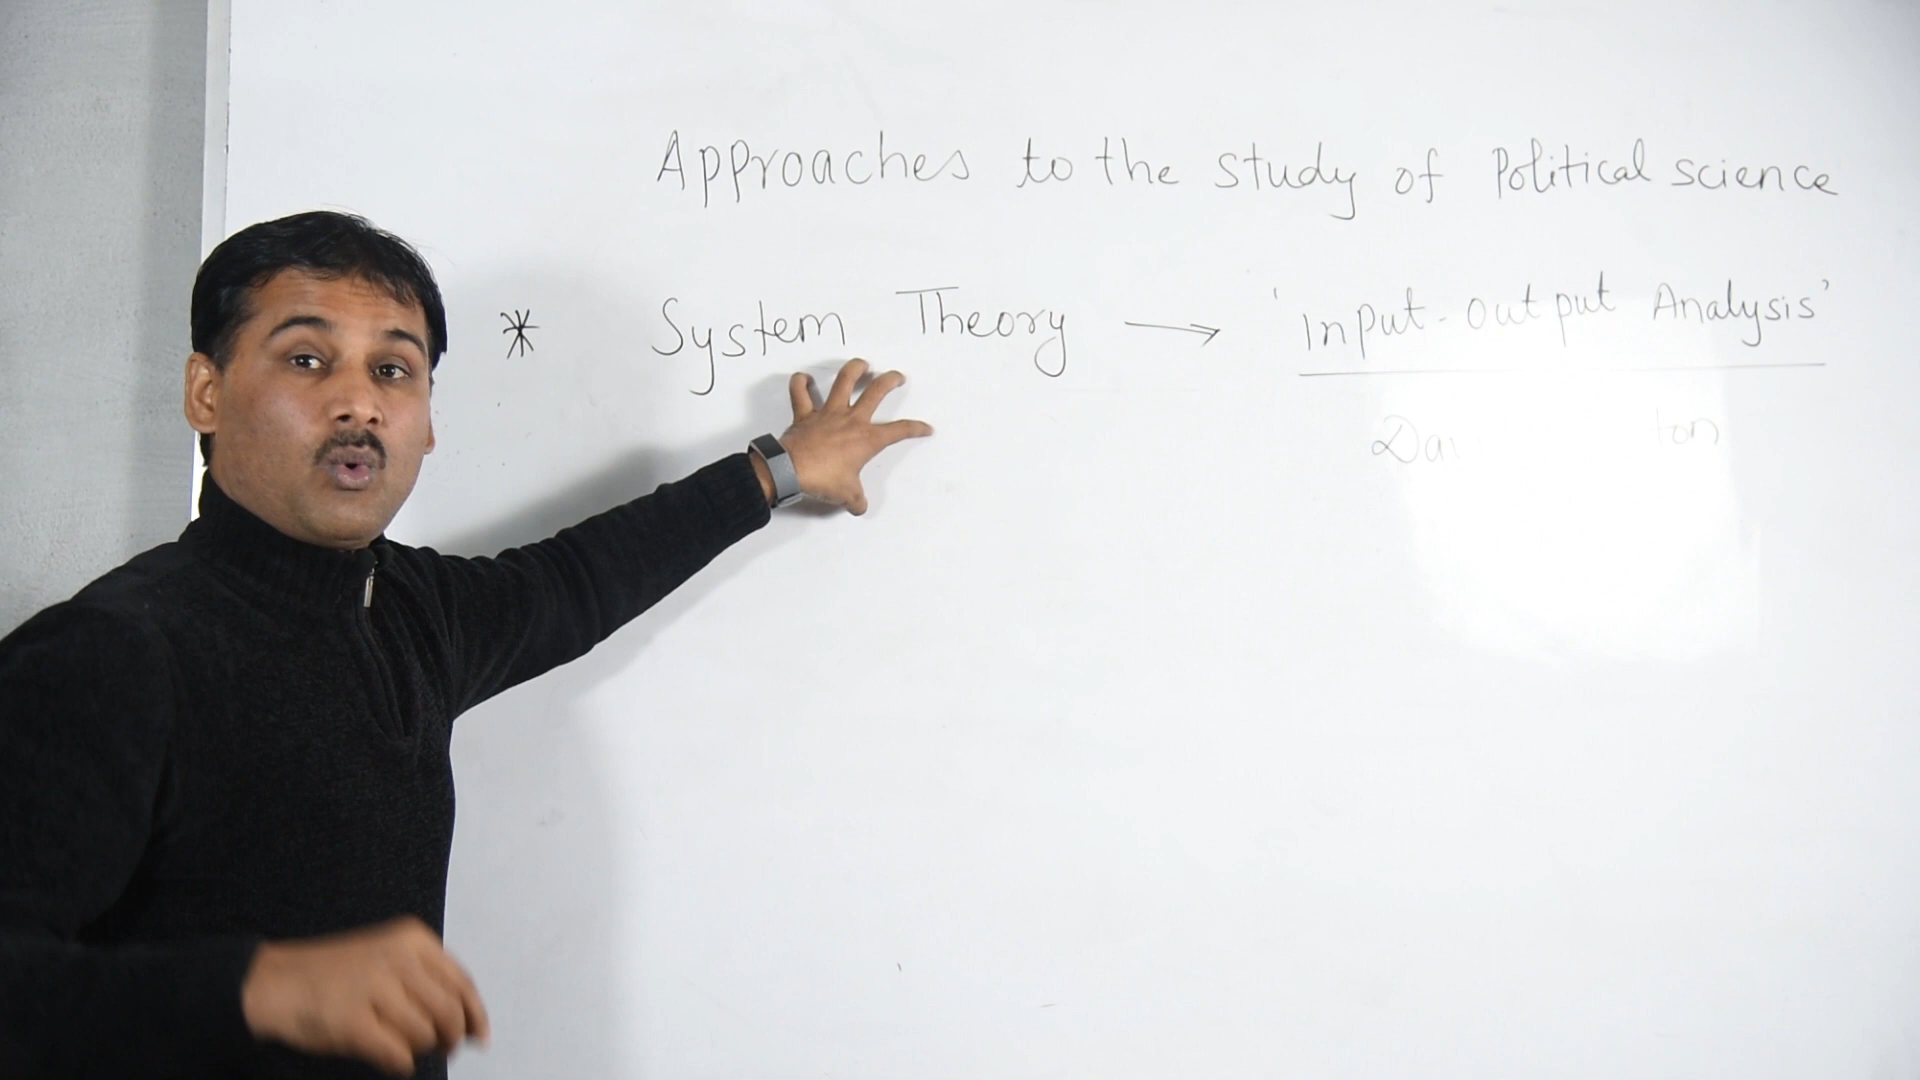 Approaches to the study of Political science
* System Theory → 'Input-output Analysis'